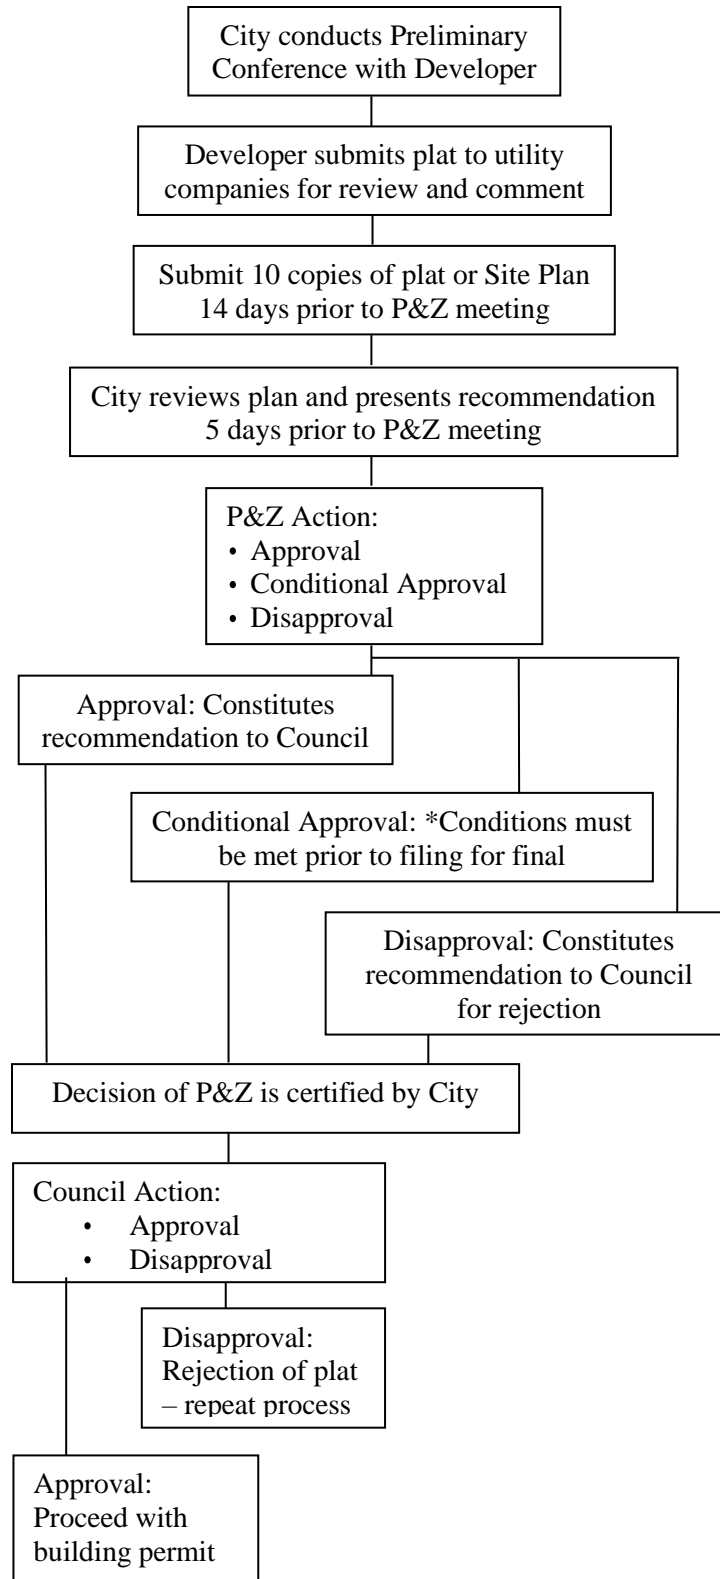 City conducts Preliminary
Conference with Developer
Developer submits plat to utility
companies for review and comment
Submit 10 copies of plat or Site Plan
14 days prior to P&Z meeting
City reviews plan and presents recommendation
5 days prior to P&Z meeting
P&Z Action:
• Approval
• Conditional Approval
• Disapproval
Approval: Constitutes
recommendation to Council
Conditional Approval: *Conditions must
be met prior to filing for final
Disapproval: Constitutes
recommendation to Council
for rejection
Decision of P&Z is certified by City
Council Action:
• Approval
• Disapproval
Disapproval:
Rejection of plat
– repeat process
Approval:
Proceed with
building permit